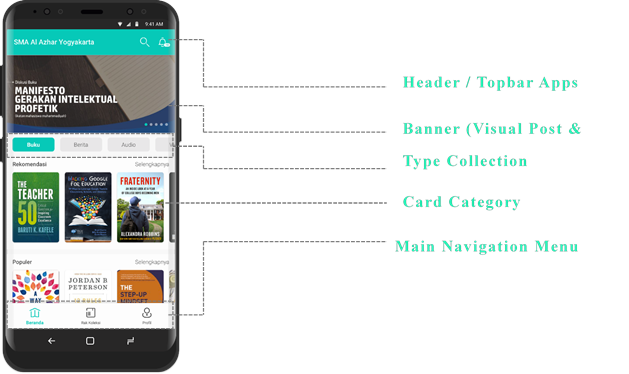 9:41 AM
SMA Al Azhar Yogyakarta
Diskusi Buku
MANIFESTO
GERAKAN INTELEKTUAL
PROFETIK
Buku
Berita
Audio
Rekomendasi
Selengkapnya
THE
TEACHER
50
BARUTI K. KAFELE
GOOGLE
FOR EDUCATION
FRATERNITY
ALEXANDRA ROBBINS
Populer
Selengkapnya
A WAY
JORDAN B
PETERSON
THE
STEP-UP
MINDSET
Beranda
Rak Koleksi
Profil
Header / Topbar Apps
Banner (Visual Post &
Type Collection
Card Category
Main Navigation Menu